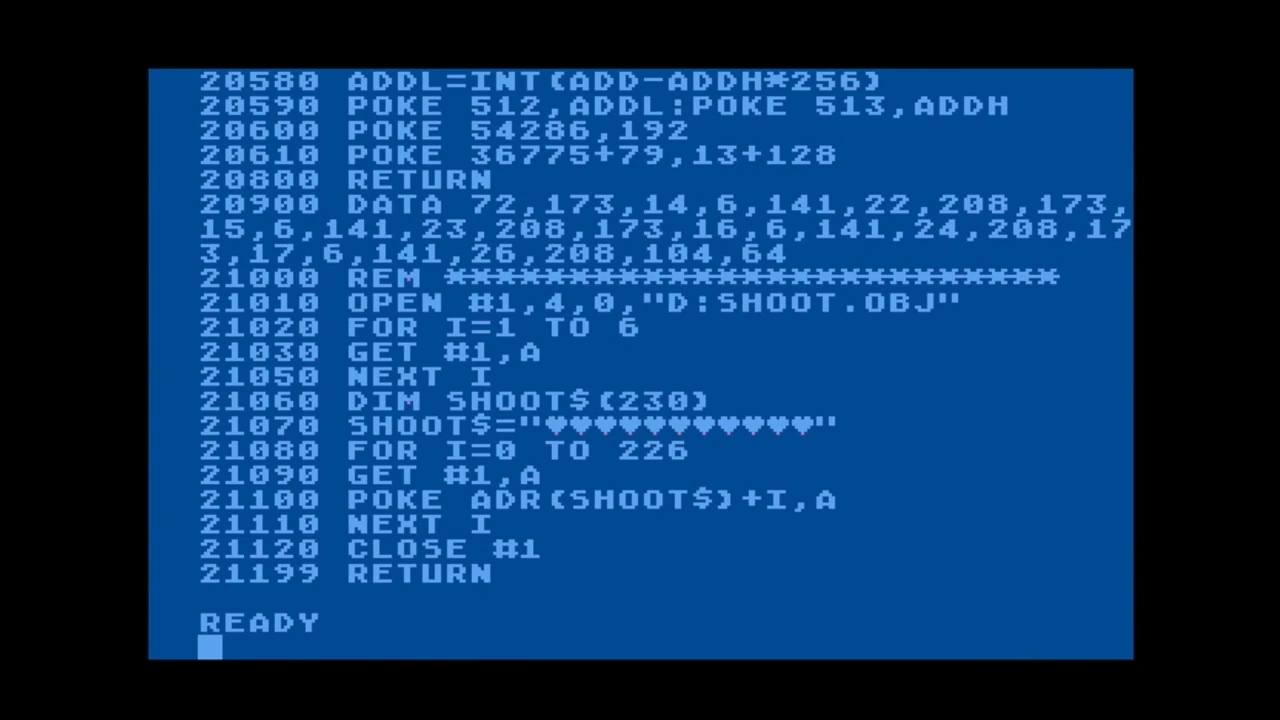 20580 ADDL=INT(ADD-ADDH*256)
20590 POKE 512,ADDL:POKE 513,ADDH
20600 POKE 54286,192
20610 POKE 36775+79,13+128
20800 RETURN
20900 DATA 72,173,14,6,141,22,208,173,
15,6,141,23,208,173,16,6,141,24,208,17
3,17,6,141,26,208,104,64
21000 REM *************************
21010 OPEN #1,4,0,"D:SHOOT.OBJ"
21020 FOR I=1 TO 6
21030 GET #1,A
21050 NEXT I
21060 DIM SHOOT$(230)
21070 SHOOT$="♥♥♥♥♥♥♥♥♥♥♥"
21080 FOR I=0 TO 226
21090 GET #1,A
21100 POKE ADR(SHOOT$)+I,A
21110 NEXT I
21120 CLOSE #1
21199 RETURN
READY